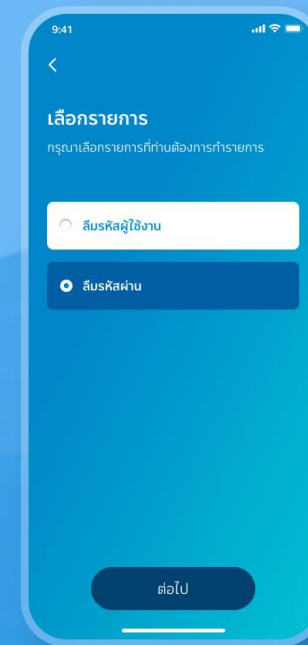 9:41
เลือกรายการ
กรุณาเลือกรายการที่ท่านต้องการทำรายการ
ลืมรหัสผู้ใช้งาน
ลืมรหัสผ่าน
ต่อไป